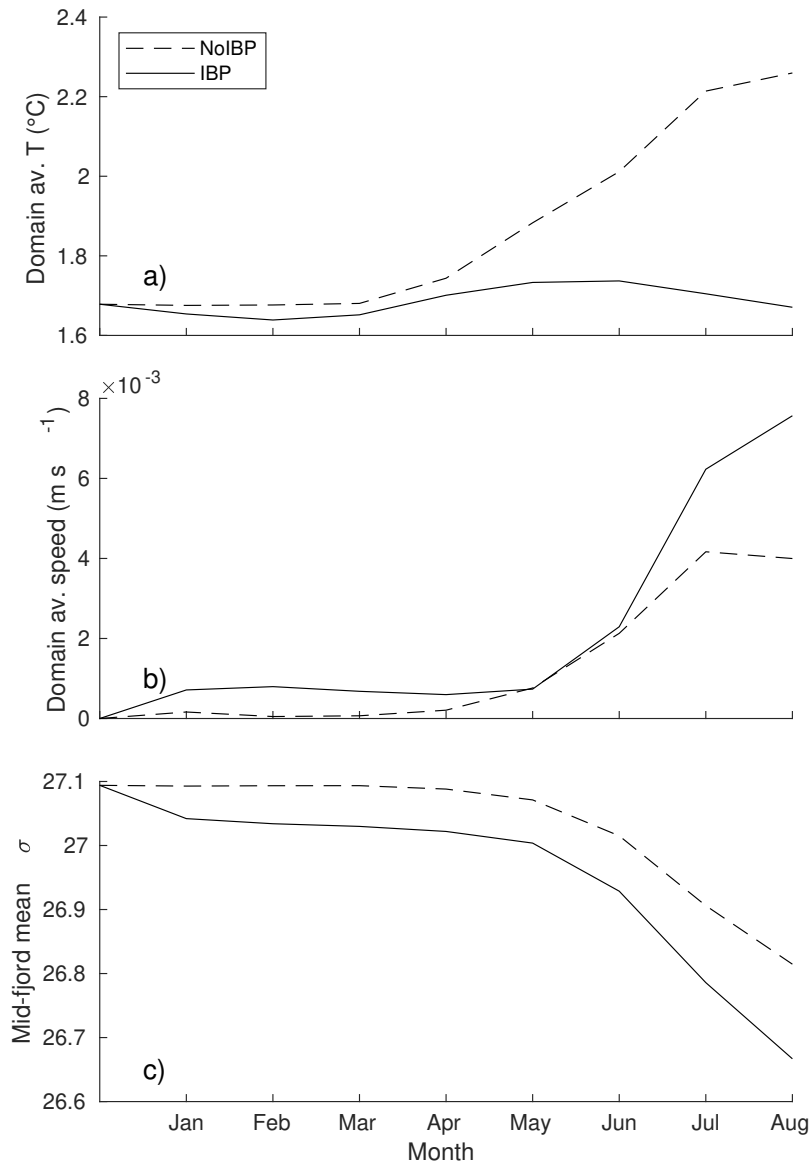 2.4
NoIBP
IBP
2.2
2
1.8
1.6
Domain av. T (°C)
a)
×10⁻³
8
6
4
2
0
Domain av. speed (m s⁻¹)
b)
27.1
27
26.9
26.8
26.7
26.6
Mid-fjord mean σ
c)
Jan Feb Mar Apr May Jun Jul Aug
Month